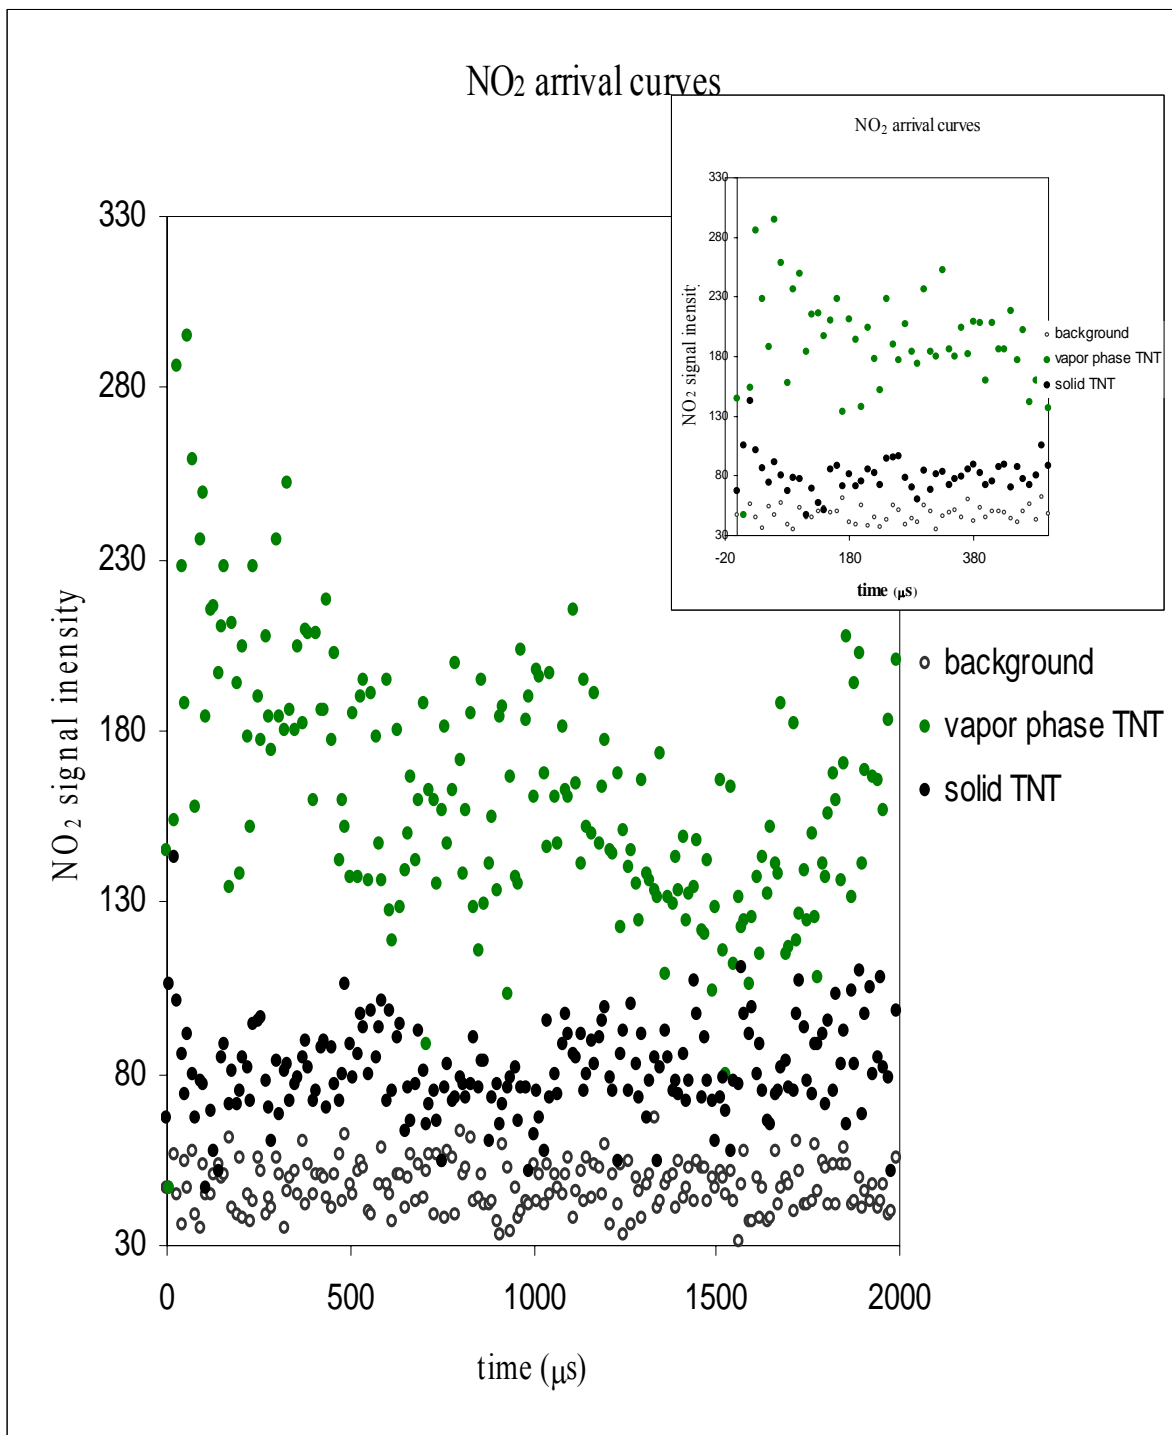 NO2 arrival curves
NO2 arrival curves
330
280
230
180
130
80
30
NO2 signal inensity
-20
180
380
time (μs)
background
vapor phase TNT
solid TNT
330
280
230
180
130
80
30
NO2 signal inensity
0
500
1000
1500
2000
time (μs)
background
vapor phase TNT
solid TNT